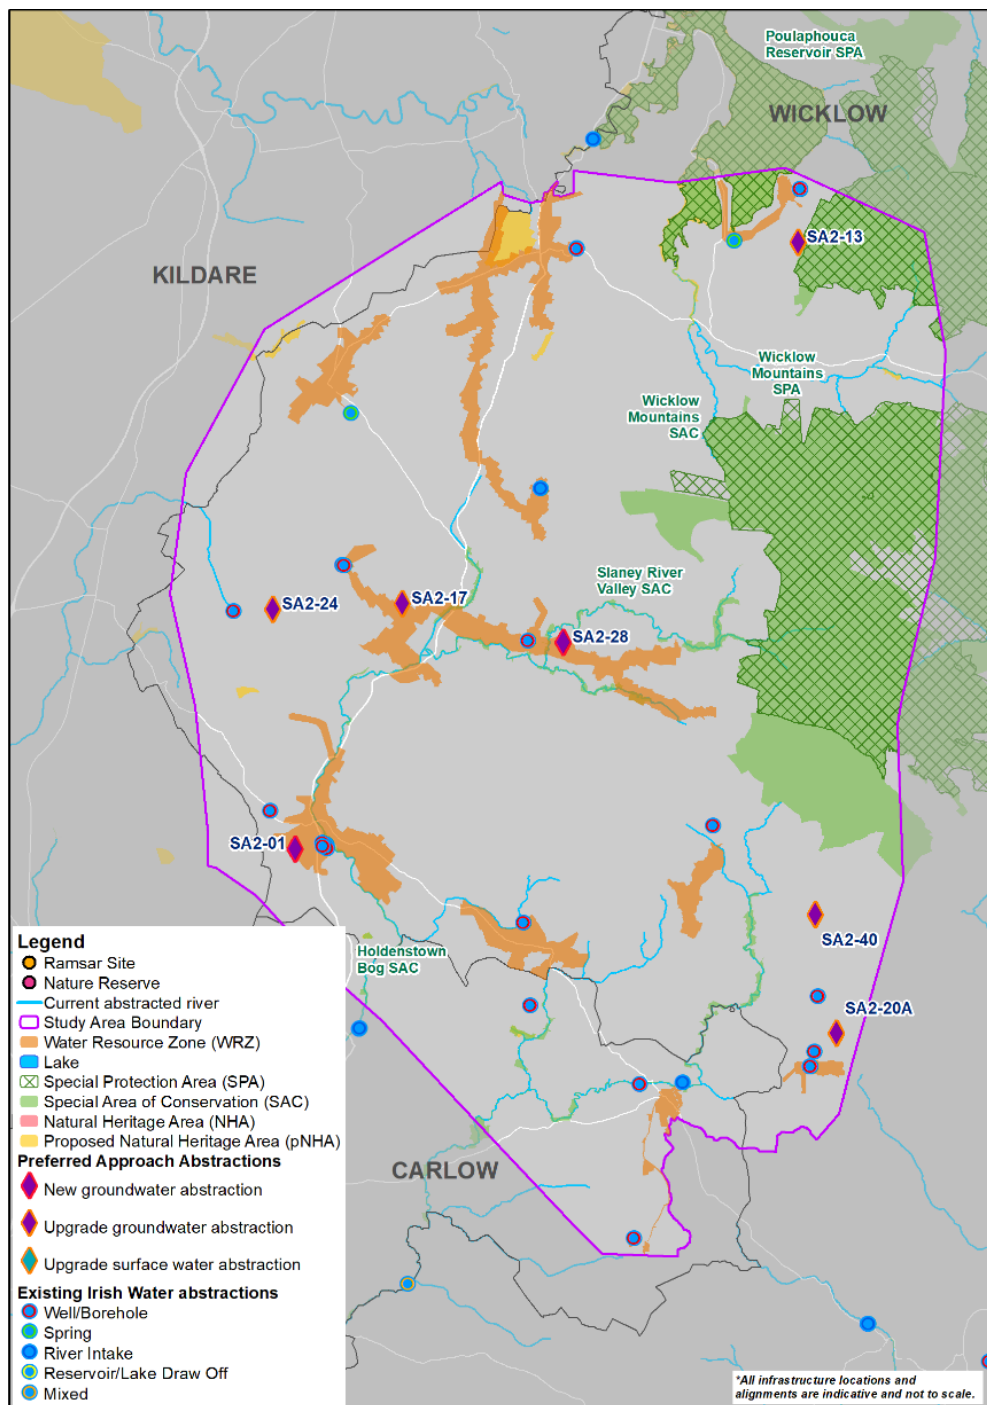 Poulaphouca
Reservoir SPA
WICKLOW
SA2-13
KILDARE
Wicklow
Mountains
SPA
Wicklow
Mountains
SAC
Slaney River
Valley SAC
SA2-24
SA2-17
SA2-28
SA2-01
SA2-40
Holdenstown
Bog SAC
SA2-20A
CARLOW
Legend
Ramsar Site
Nature Reserve
Current abstracted river
Study Area Boundary
Water Resource Zone (WRZ)
Lake
Special Protection Area (SPA)
Special Area of Conservation (SAC)
Natural Heritage Area (NHA)
Proposed Natural Heritage Area (pNHA)
Preferred Approach Abstractions
New groundwater abstraction
Upgrade groundwater abstraction
Upgrade surface water abstraction
Existing Irish Water abstractions
Well/Borehole
Spring
River Intake
Reservoir/Lake Draw Off
Mixed
*All infrastructure locations and
alignments are indicative and not to scale.